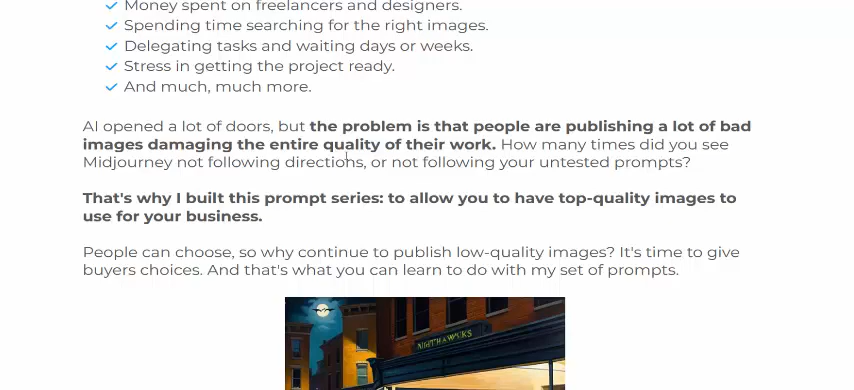 Money spent on freelancers and designers.
Spending time searching for the right images.
Delegating tasks and waiting days or weeks.
Stress in getting the project ready.
And much, much more.
AI opened a lot of doors, but the problem is that people are publishing a lot of bad
images damaging the entire quality of their work. How many times did you see
Midjourney not following directions, or not following your untested prompts?
That's why I built this prompt series: to allow you to have top-quality images to
use for your business.
People can choose, so why continue to publish low-quality images? It's time to give
buyers choices. And that's what you can learn to do with my set of prompts.